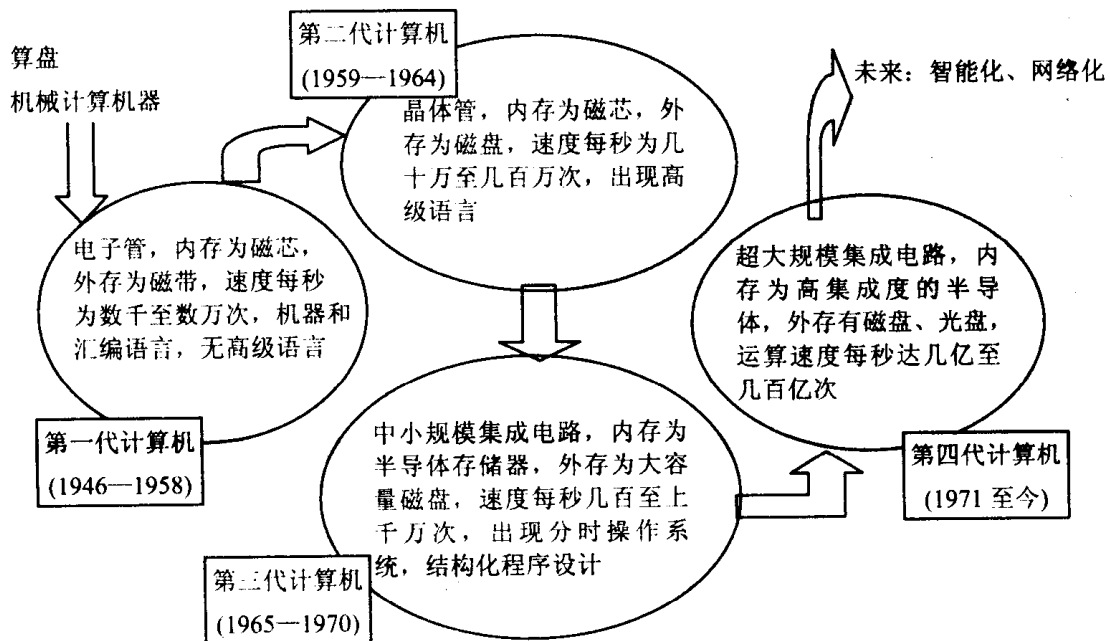 算盘
机械计算机器
第一代计算机
(1946—1958)
电子管，内存为磁芯，
外存为磁带，速度每秒
为数千至数万次，机器和
汇编语言，无高级语言
第二代计算机
(1959—1964)
晶体管，内存为磁芯，外
存为磁盘，速度每秒为几
十万至几百万次，出现高
级语言
中小规模集成电路，内存为
半导体存储器，外存为大容
量磁盘，速度每秒几百至上
千万次，出现分时操作系
统，结构化程序设计
第三代计算机
(1965—1970)
超大规模集成电路，内
存为高集成度的半导
体，外存有磁盘、光盘，
运算速度每秒达几亿至
几百亿次
第四代计算机
(1971 至今)
未来：智能化、网络化